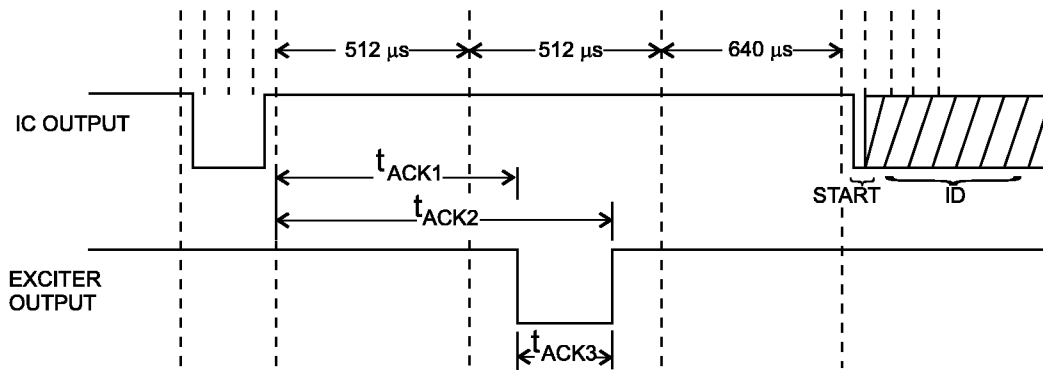 512 µs
512 µs
640 µs
IC OUTPUT
tACK1
START
ID
tACK2
EXCITER
OUTPUT
tACK3